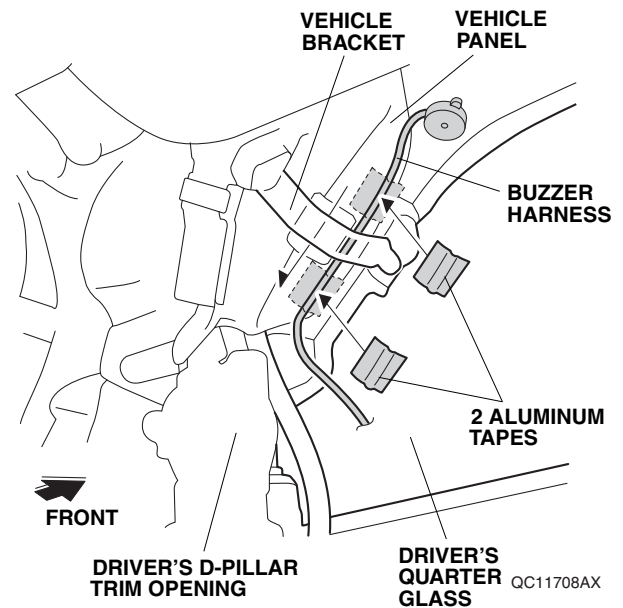 VEHICLE
BRACKET
VEHICLE
PANEL
BUZZER
HARNESS
2 ALUMINUM
TAPES
FRONT
DRIVER'S D-PILLAR
TRIM OPENING
DRIVER'S
QUARTER
GLASS
QC11708AX